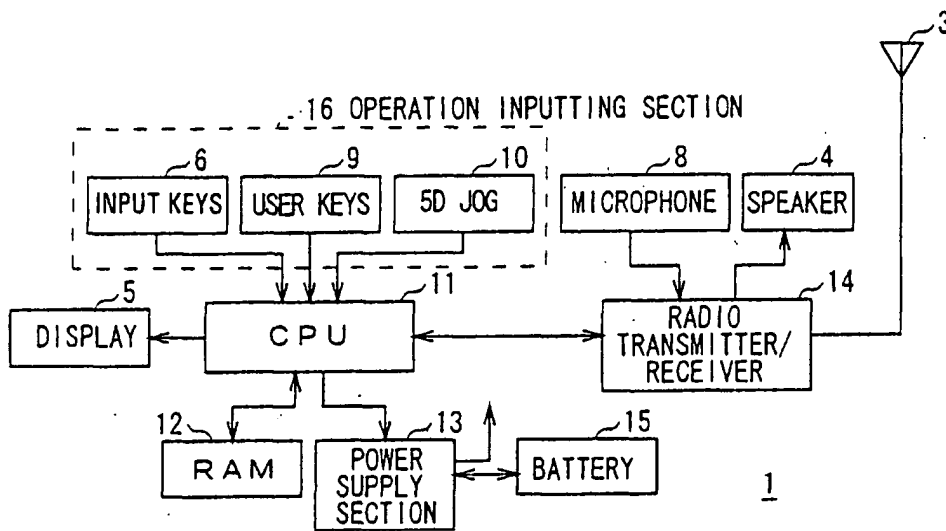 3
16 OPERATION INPUTTING SECTION
6
9
10
8
4
INPUT KEYS
USER KEYS
5D JOG
MICROPHONE
SPEAKER
5
11
14
DISPLAY
CPU
RADIO
TRANSMITTER/
RECEIVER
12
13
15
RAM
POWER
SUPPLY
SECTION
BATTERY
1